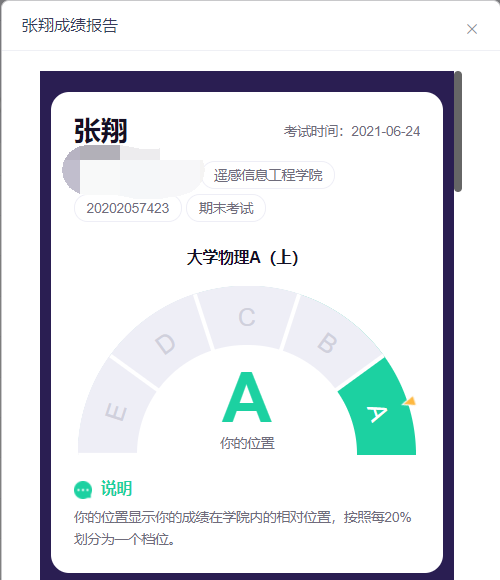 张翔成绩报告
张翔
考试时间：2021-06-24
遥感信息工程学院
20202057423
期末考试
大学物理A（上）
E
D
C
B
A
A
你的位置
说明
你的位置显示你的成绩在学院内的相对位置，按照每20%
划分为一个档位。